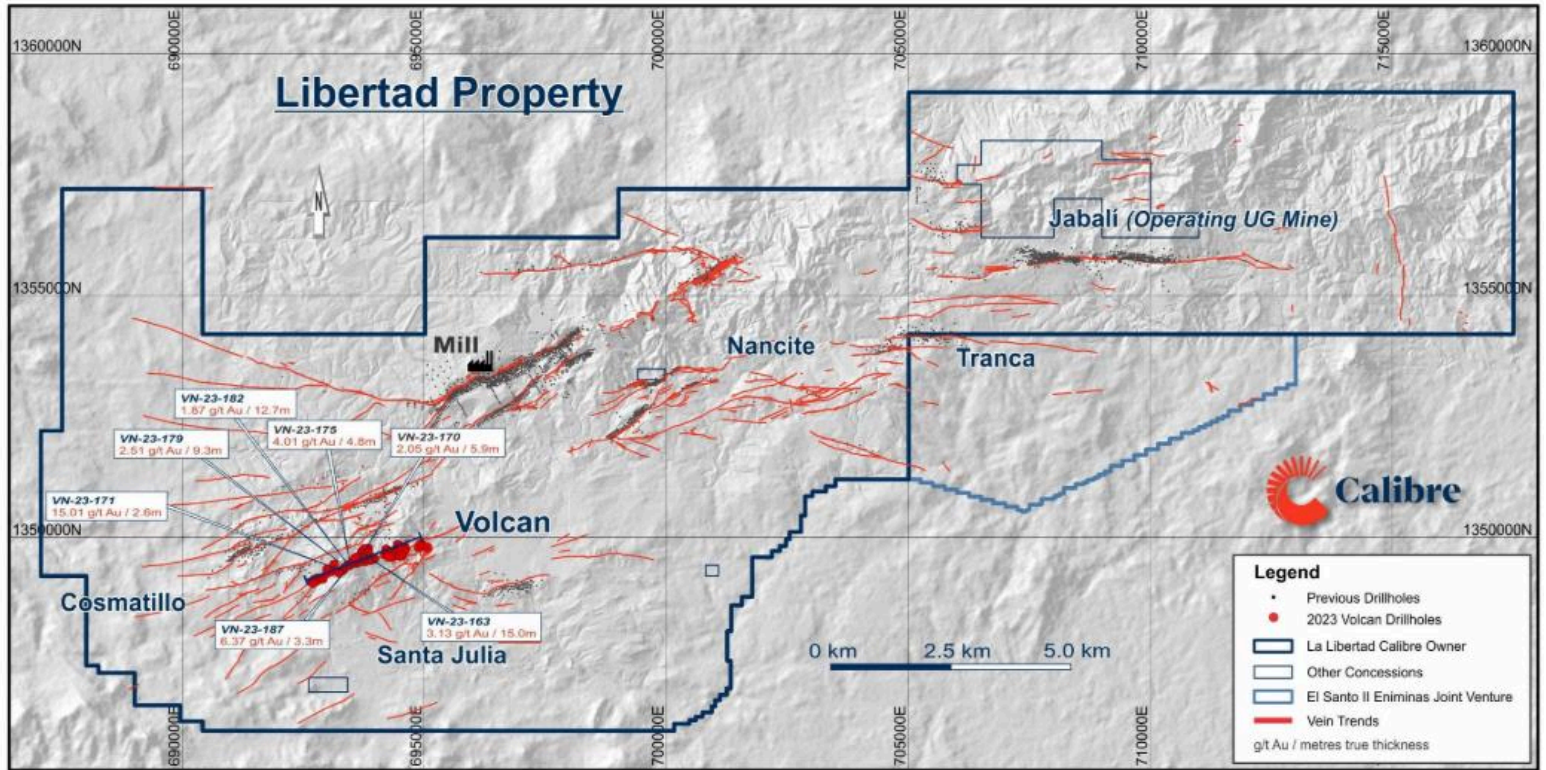 690000E
695000E
700000E
705000E
710000E
715000E
1360000N
1360000N
Libertad Property
N
Jabali (Operating UG Mine)
1355000N
1355000N
Mill
Nancite
Tranca
VN-23-182
1.87 g/t Au / 12.7m
VN-23-175
4.01 g/t Au / 4.8m
VN-23-170
2.05 g/t Au / 5.9m
VN-23-179
2.51 g/t Au / 9.3m
VN-23-171
15.01 g/t Au / 2.6m
Calibre
Volcan
1350000N
1350000N
Cosmatillo
VN-23-187
6.37 g/t Au / 3.3m
VN-23-163
3.13 g/t Au / 15.0m
Santa Julia
0 km
2.5 km
5.0 km
Legend
Previous Drillholes
2023 Volcan Drillholes
La Libertad Calibre Owner
Other Concessions
El Santo II Eniminas Joint Venture
Vein Trends
g/t Au / metres true thickness
690000E
695000E
700000E
705000E
710000E